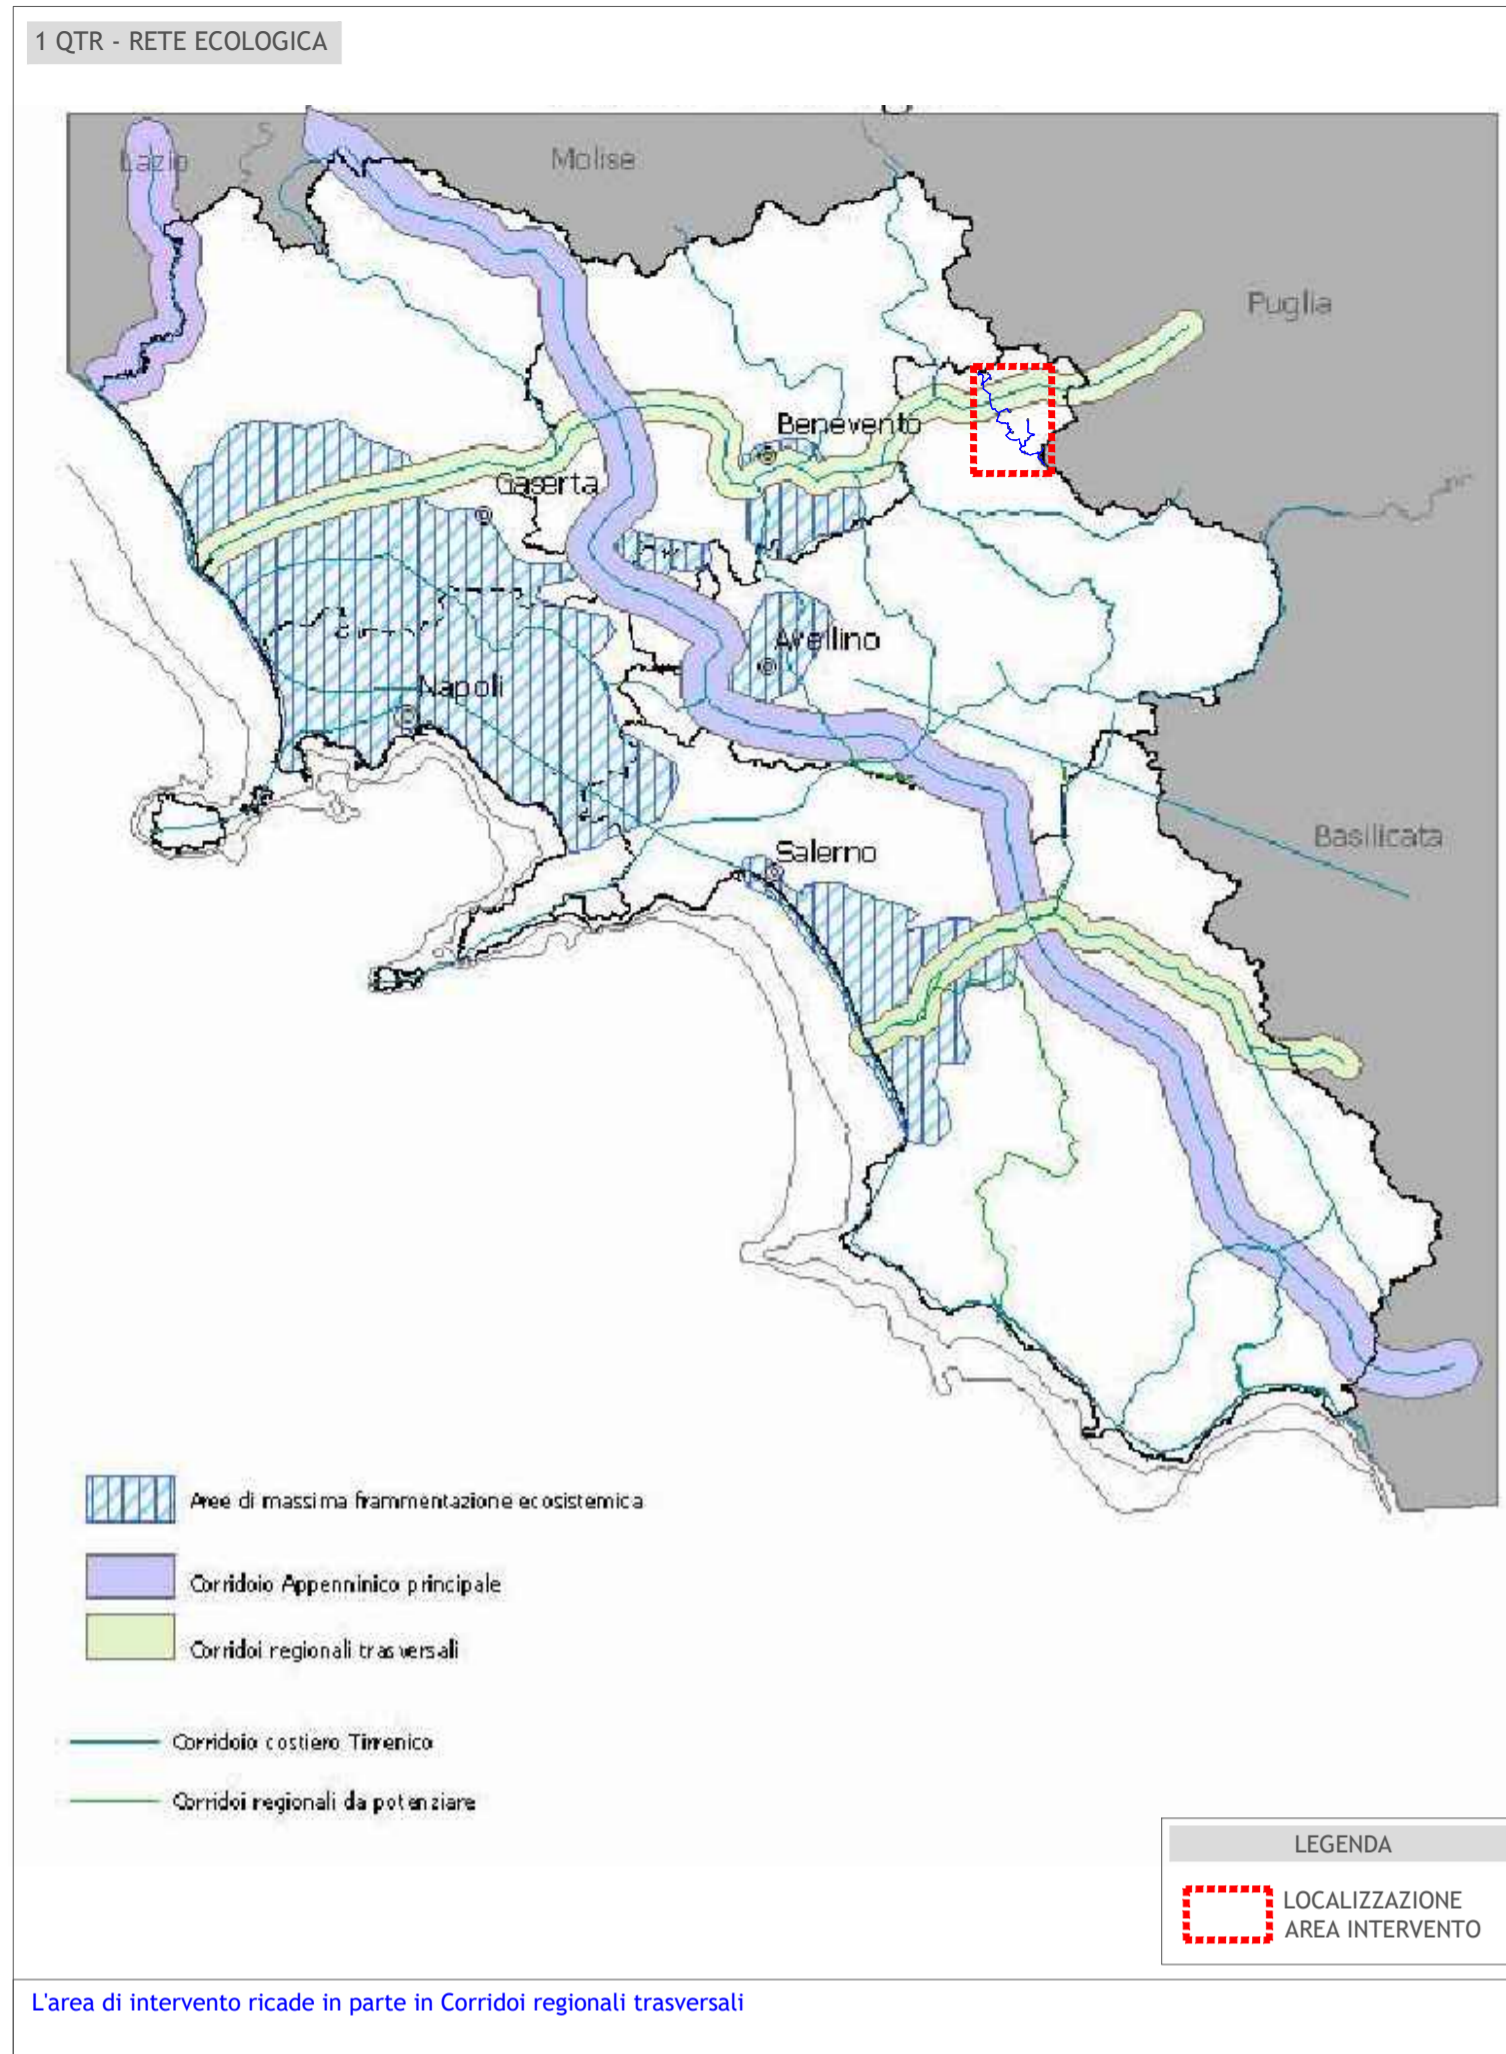 1 QTR - RETE ECOLOGICA
Lazio
Molise
Puglia
Benevento
Caserta
Avellino
Napoli
Basilicata
Salerno
Aree di massima frammentazione ecosistemica
Corridoio Appenninico principale
Corridoi regionali trasversali
Corridoio costiero Tirrenico
Corridoi regionali da potenziare
LEGENDA
LOCALIZZAZIONE
AREA INTERVENTO
L'area di intervento ricade in parte in Corridoi regionali trasversali